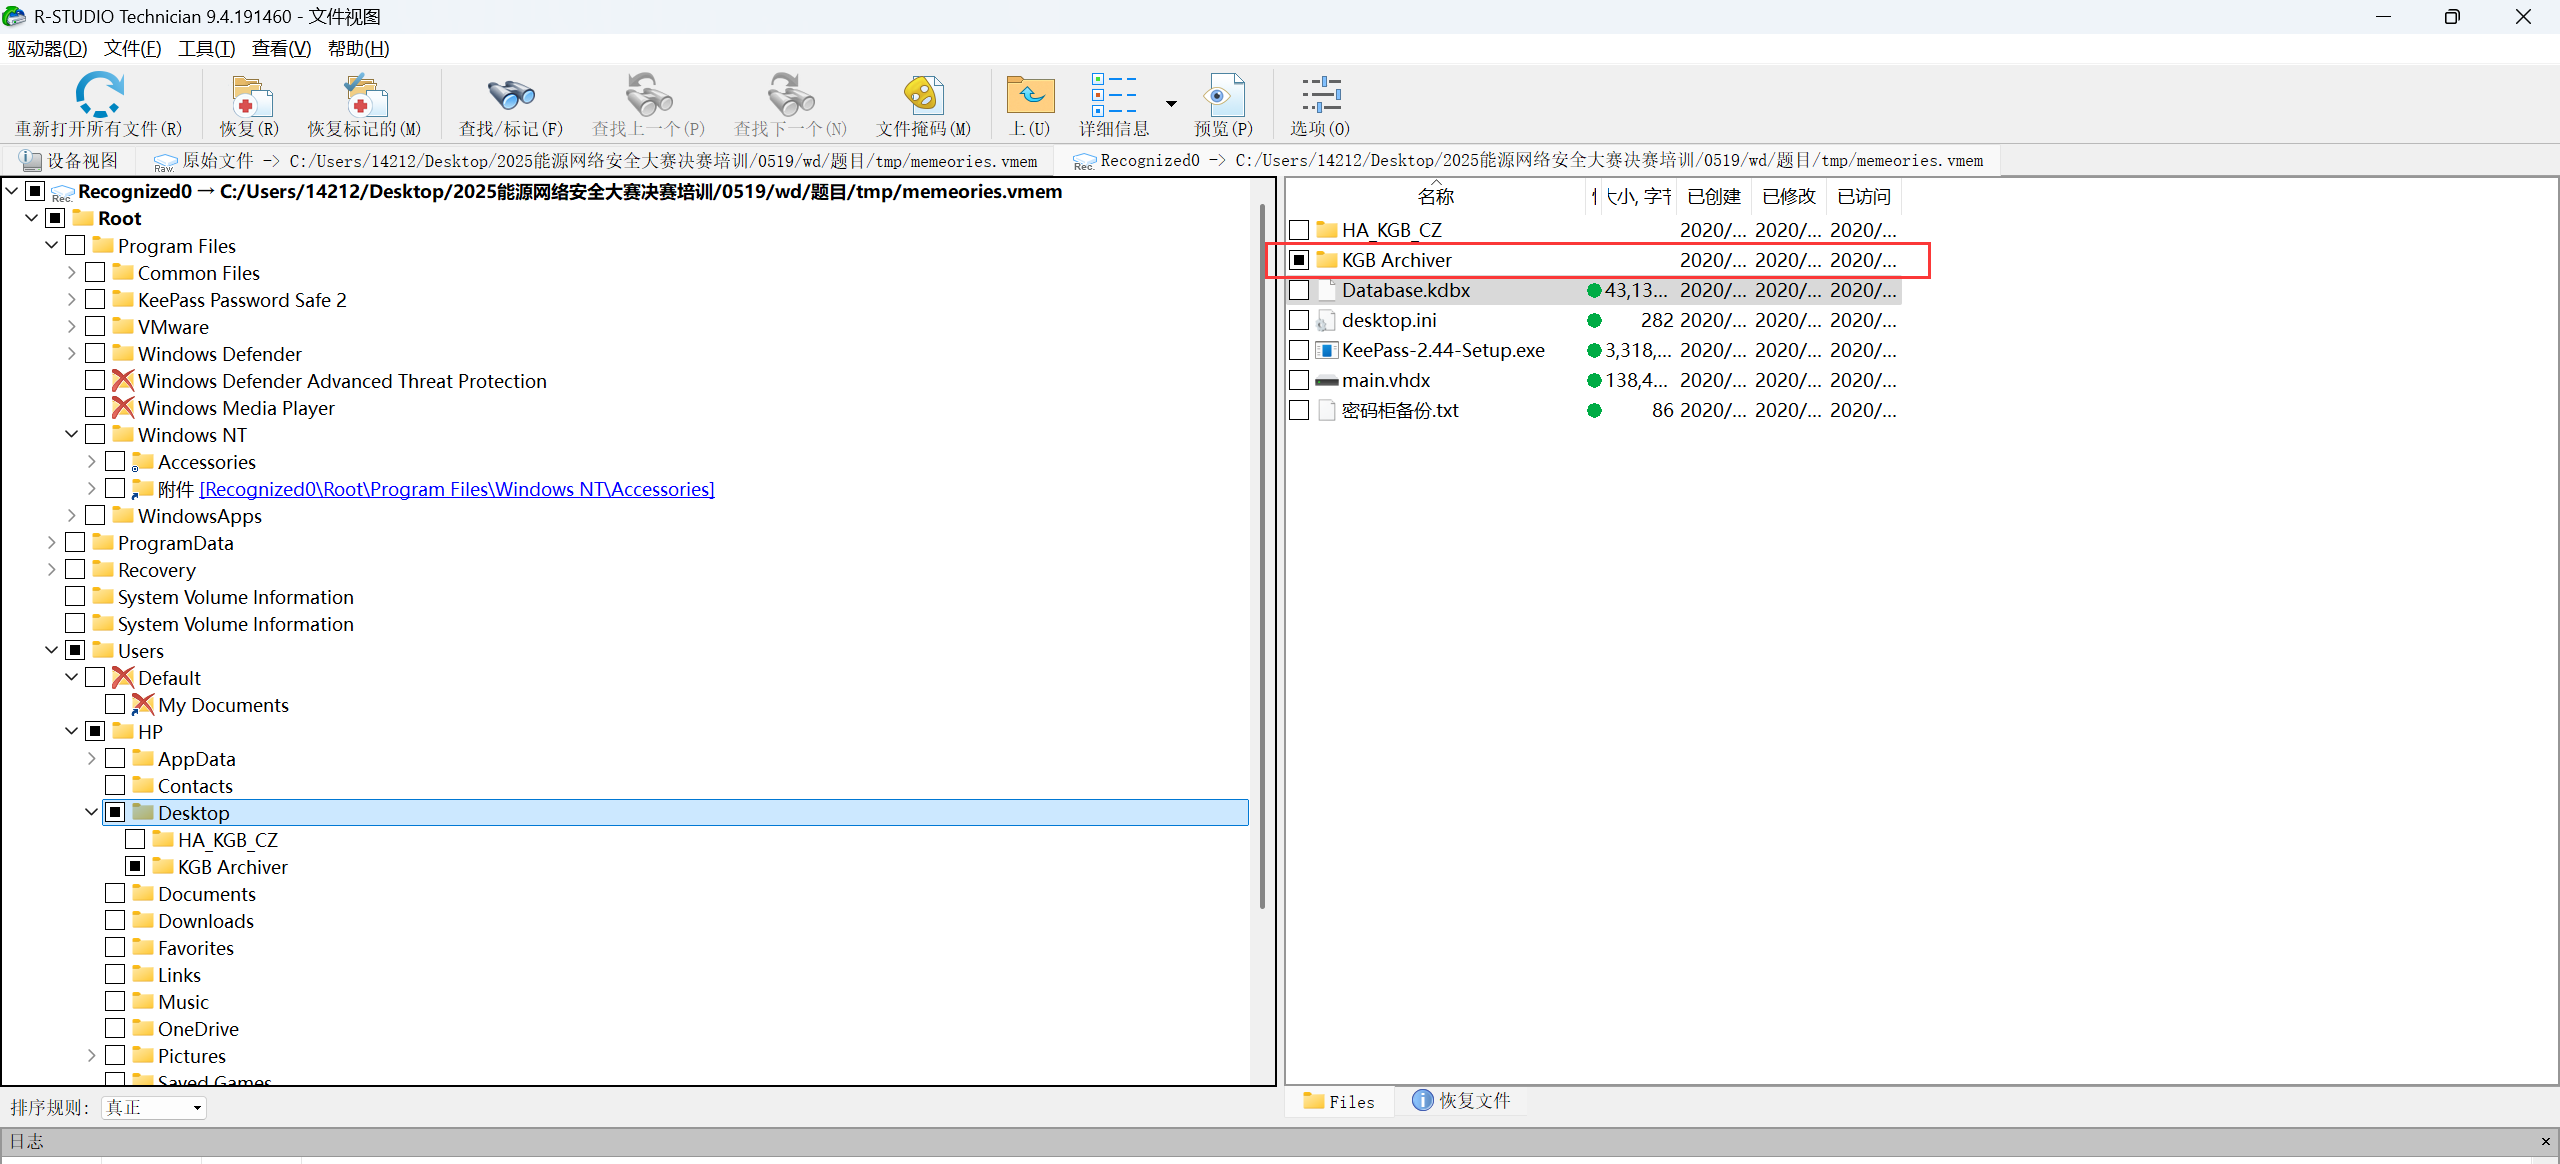 R-STUDIO Technician 9.4.191460 - 文件视图
驱动器(D) 文件(F) 工具(T) 查看(V) 帮助(H)
重新打开所有文件(R) 恢复(R) 恢复标记的(M) 查找/标记(F) 查找上一个(P) 查找下一个(N) 文件掩码(M) 上(U) 详细信息 预览(P) 选项(O)
设备视图 Raw. 原始文件 -> C:/Users/14212/Desktop/2025能源网络安全大赛决赛培训/0519/wd/题目/tmp/memeories.vmem Rec. Recognized0 -> C:/Users/14212/Desktop/2025能源网络安全大赛决赛培训/0519/wd/题目/tmp/memeories.vmem
Rec. Recognized0 → C:/Users/14212/Desktop/2025能源网络安全大赛决赛培训/0519/wd/题目/tmp/memeories.vmem
Root
Program Files
Common Files
KeePass Password Safe 2
VMware
Windows Defender
Windows Defender Advanced Threat Protection
Windows Media Player
Windows NT
Accessories
附件 [Recognized0\Root\Program Files\Windows NT\Accessories]
WindowsApps
ProgramData
Recovery
System Volume Information
System Volume Information
Users
Default
My Documents
HP
AppData
Contacts
Desktop
HA_KGB_CZ
KGB Archiver
Documents
Downloads
Favorites
Links
Music
OneDrive
Pictures
Saved Games
名称 小, 字 已创建 已修改 已访问
HA_KGB_CZ 2020/... 2020/... 2020/...
KGB Archiver 2020/... 2020/... 2020/...
Database.kdbx 43,13... 2020/... 2020/... 2020/...
desktop.ini 282 2020/... 2020/... 2020/...
KeePass-2.44-Setup.exe 3,318,... 2020/... 2020/... 2020/...
main.vhdx 138,4... 2020/... 2020/... 2020/...
密码柜备份.txt 86 2020/... 2020/... 2020/...
排序规则: 真正
Files 恢复文件
日志